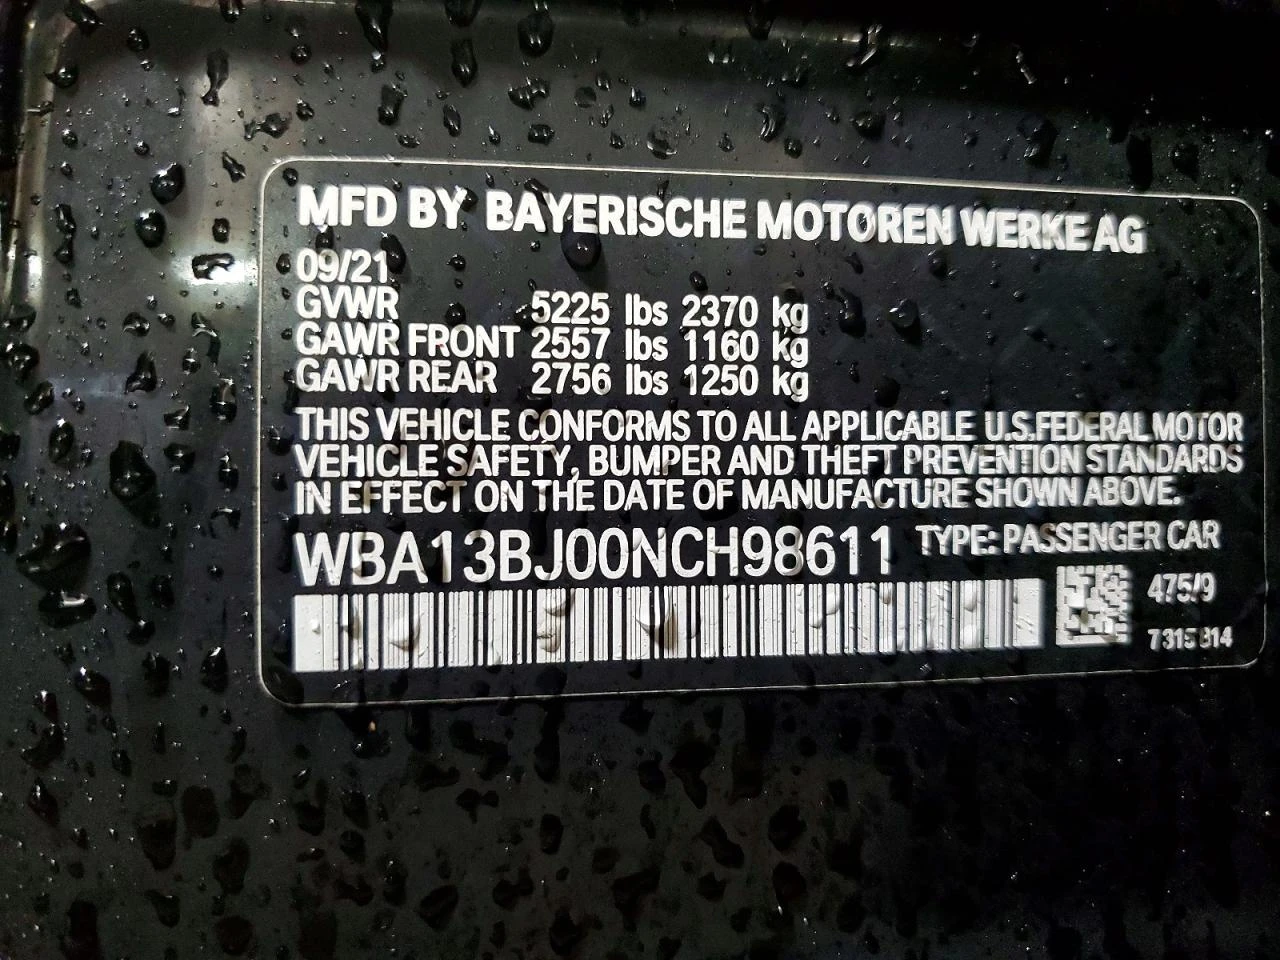 MFD BY BAYERISCHE MOTOREN WERKE AG
09/21
GVWR 5225 lbs 2370 kg
GAWR FRONT 2557 lbs 1160 kg
GAWR REAR 2756 lbs 1250 kg
THIS VEHICLE CONFORMS TO ALL APPLICABLE U.S.FEDERAL MOTOR
VEHICLE SAFETY, BUMPER AND THEFT PREVENTION STANDARDS
IN EFFECT ON THE DATE OF MANUFACTURE SHOWN ABOVE.
WBA13BJ00NCH98611 TYPE: PASSENGER CAR